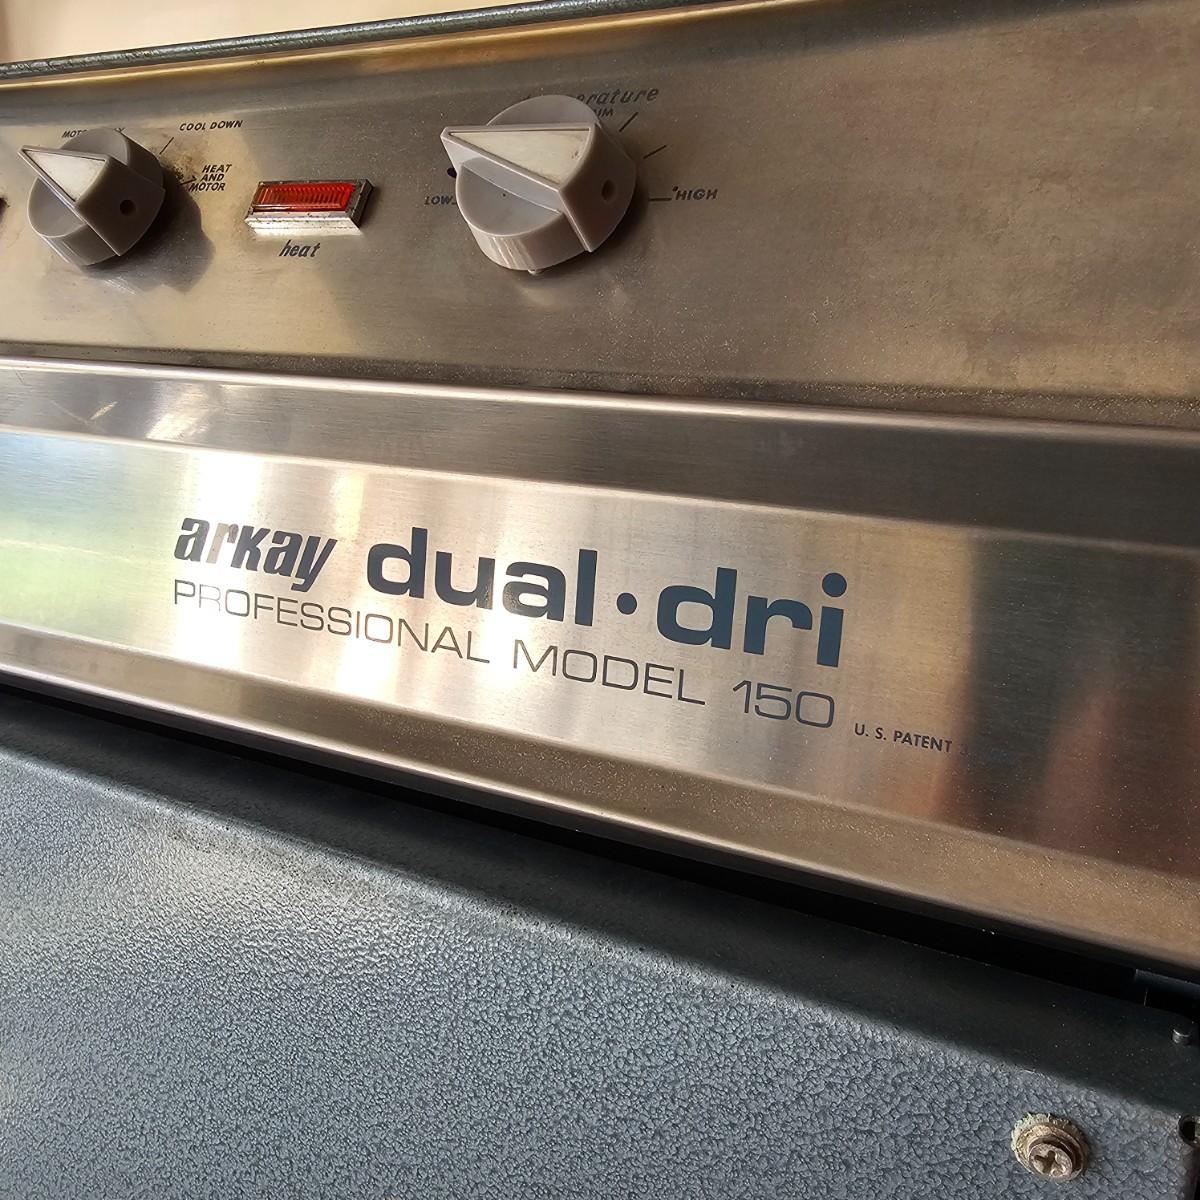 COOL DOWN
HEAT
AND
MOTOR
heat
LOW
HIGH
arkay dual·dri
PROFESSIONAL MODEL 150
U. S. PATENT